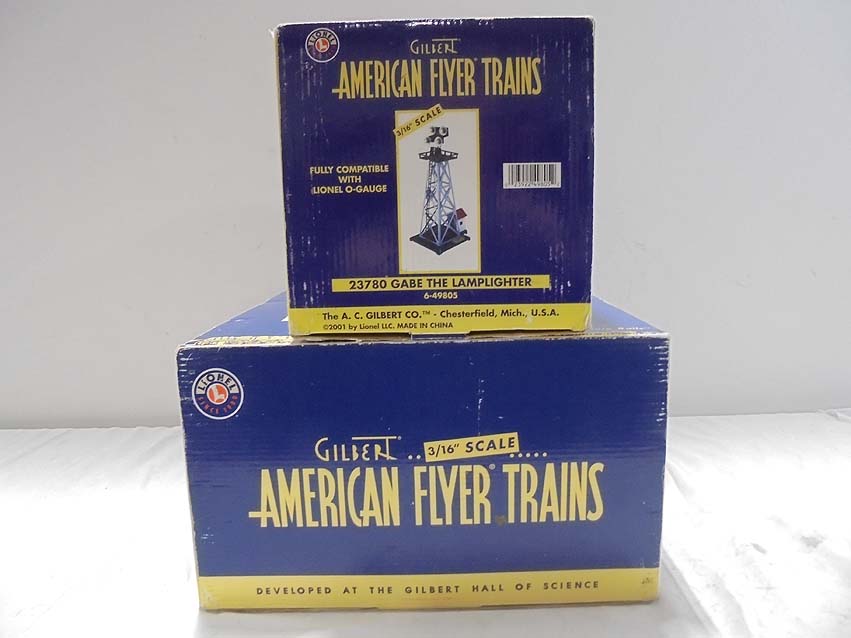 LIONEL
GILBERT
AMERICAN FLYER TRAINS
3/16" SCALE
FULLY COMPATIBLE
WITH
LIONEL O-GAUGE
23780 GABE THE LAMPLIGHTER
6-49805
The A. C. GILBERT CO.™ - Chesterfield, Mich., U.S.A.
©2001 by Lionel LLC. MADE IN CHINA
LIONEL
SINCE 1900
GILBERT® ..3/16" SCALE.....
AMERICAN FLYER® TRAINS
DEVELOPED AT THE GILBERT HALL OF SCIENCE